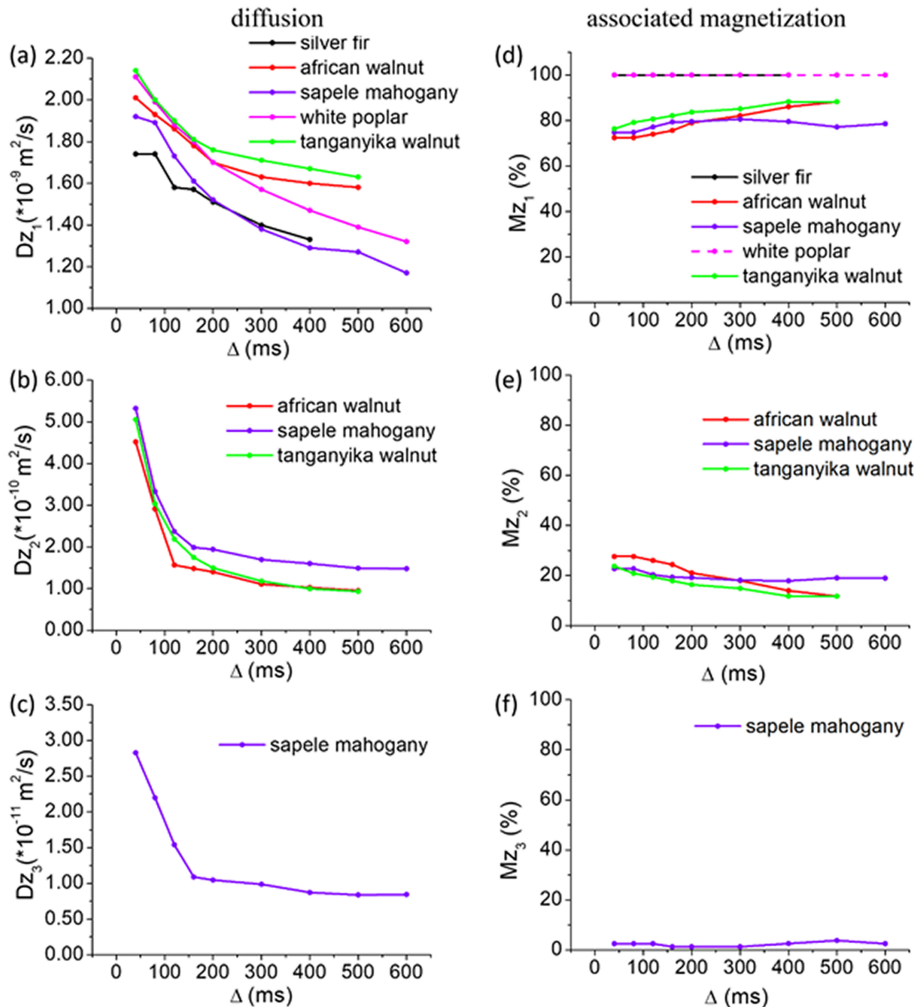 diffusion
associated magnetization
(a)
silver fir
african walnut
sapele mahogany
white poplar
tanganyika walnut
Dz₁(*10⁻⁹ m²/s)
2.20
2.00
1.80
1.60
1.40
1.20
1.00
0 100 200 300 400 500 600
Δ (ms)
(d)
Mz₁ (%)
100
80
60
40
20
0
silver fir
african walnut
sapele mahogany
white poplar
tanganyika walnut
0 100 200 300 400 500 600
Δ (ms)
(b)
african walnut
sapele mahogany
tanganyika walnut
Dz₂(*10⁻¹⁰ m²/s)
6.00
5.00
4.00
3.00
2.00
1.00
0.00
0 100 200 300 400 500 600
Δ (ms)
(e)
african walnut
sapele mahogany
tanganyika walnut
Mz₂ (%)
100
80
60
40
20
0
0 100 200 300 400 500 600
Δ (ms)
(c)
sapele mahogany
Dz₃(*10⁻¹¹ m²/s)
3.50
3.00
2.50
2.00
1.50
1.00
0.50
0.00
0 100 200 300 400 500 600
Δ (ms)
(f)
sapele mahogany
Mz₃ (%)
100
80
60
40
20
0
0 100 200 300 400 500 600
Δ (ms)